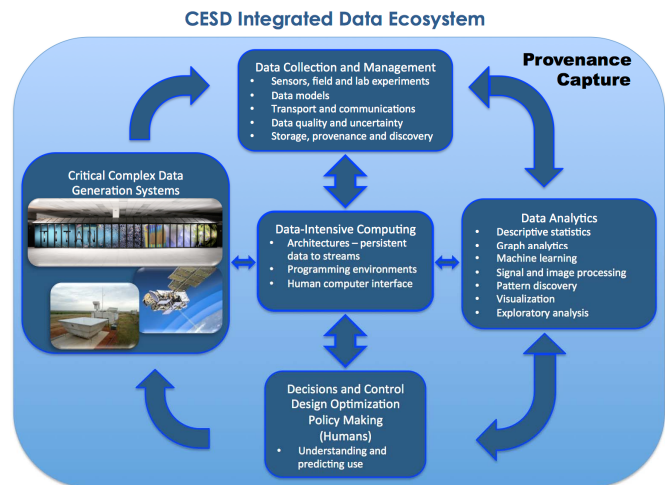 CESD Integrated Data Ecosystem
Provenance
Capture
Data Collection and Management
• Sensors, field and lab experiments
• Data models
• Transport and communications
• Data quality and uncertainty
• Storage, provenance and discovery
Critical Complex Data
Generation Systems
Data-Intensive Computing
• Architectures – persistent
data to streams
• Programming environments
• Human computer interface
Data Analytics
• Descriptive statistics
• Graph analytics
• Machine learning
• Signal and image processing
• Pattern discovery
• Visualization
• Exploratory analysis
Decisions and Control
Design Optimization
Policy Making
(Humans)
• Understanding and
predicting use